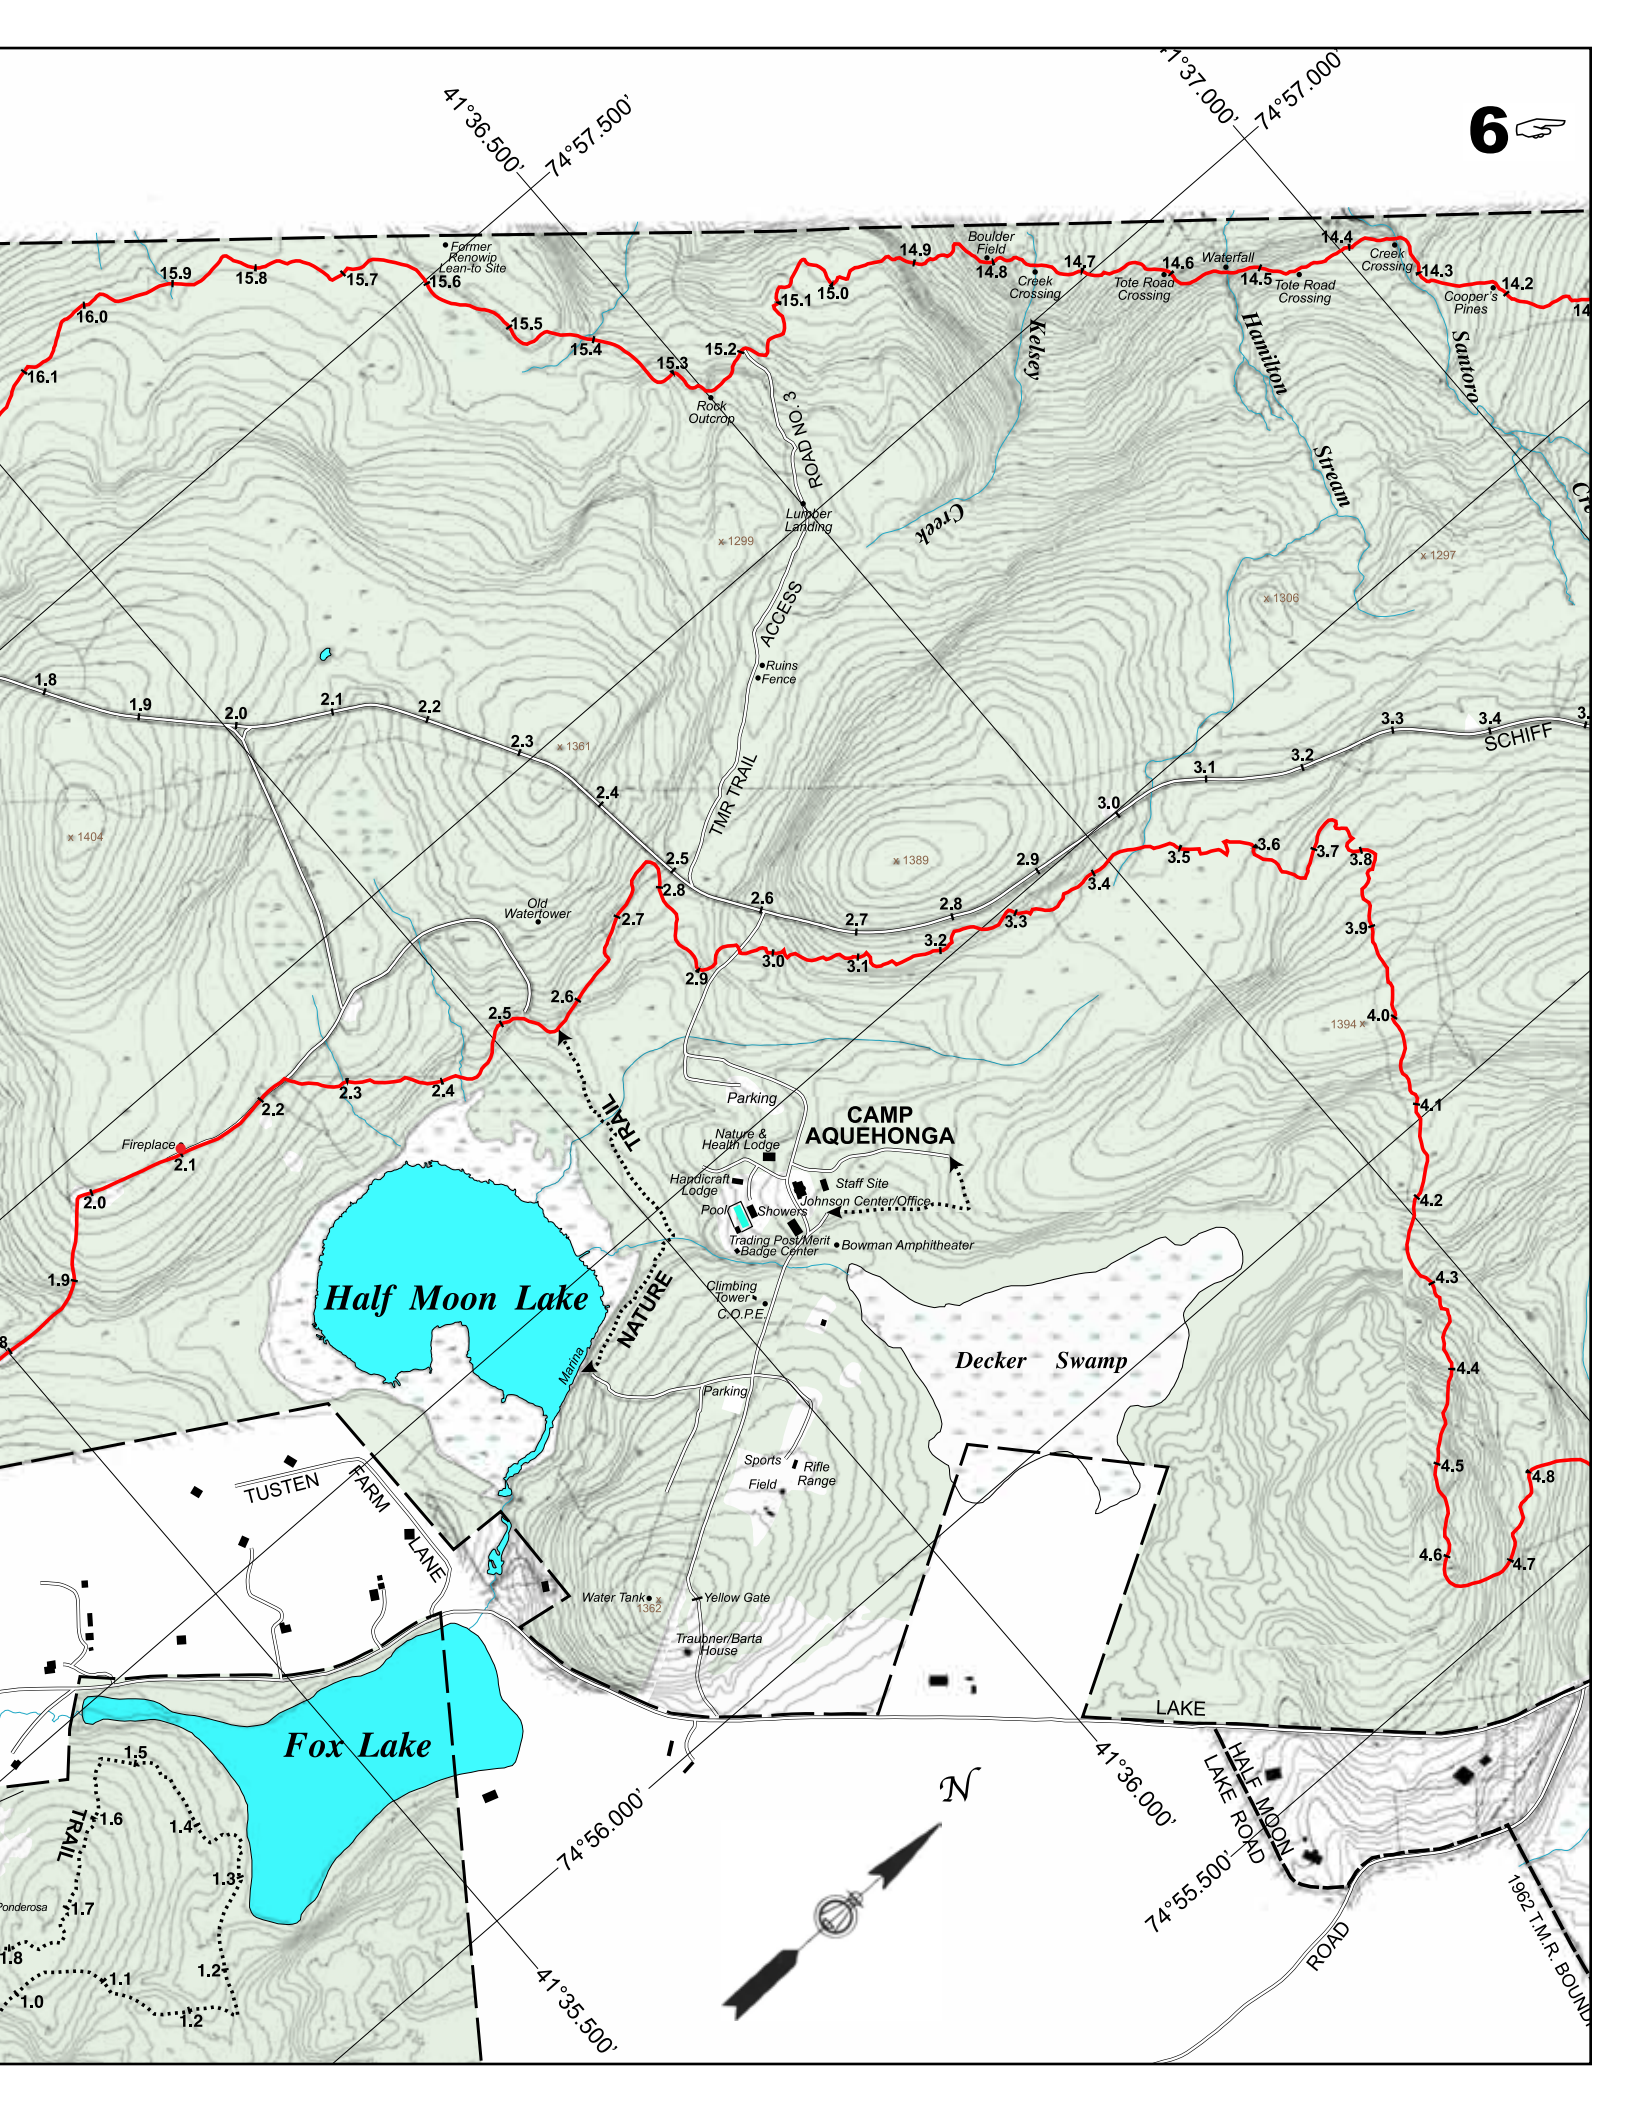 41°36.500'
74°57.500'
41°37.000'
74°57.000'
6
Former
Renowip
Lean-to Site
16.1
16.0
15.9
15.8
15.7
15.6
15.5
15.4
15.3
15.2
15.1
15.0
14.9
Boulder
Field
14.8
Creek
Crossing
14.7
Tote Road
Crossing
14.6
Waterfall
14.5
Tote Road
Crossing
14.4
Creek
Crossing
14.3
Cooper's
Pines
14.2
14
Rock
Outcrop
ROAD NO. 3
Lumber
Landing
Kelsey
Creek
Hamilton
Stream
Santoro
x 1299
x 1297
x 1306
ACCESS
Ruins
Fence
TMR TRAIL
1.8
1.9
2.0
2.1
2.2
2.3
x 1361
2.4
2.5
2.6
2.7
2.8
2.9
3.0
3.1
3.2
3.3
3.4
3.
SCHIFF
x 1404
x 1389
Old
Watertower
2.8
2.7
2.9
3.0
3.1
3.2
3.3
3.4
3.5
3.6
3.7
3.8
3.9
1394 x
4.0
4.1
4.2
4.3
4.4
4.5
4.6
4.7
4.8
2.6
2.5
2.4
2.3
2.2
Fireplace
2.1
2.0
1.9
8
TRAIL
NATURE
Parking
CAMP
AQUEHONGA
Nature &
Health Lodge
Handicraft
Lodge
Staff Site
Johnson Center/Office
Pool
Showers
Trading Post/Merit
Badge Center
Bowman Amphitheater
Climbing
Tower
C.O.P.E.
Half Moon Lake
Marina
Parking
Decker Swamp
Sports
Field
Rifle
Range
TUSTEN
FARM
LANE
Water Tank
x
1362
Yellow Gate
Traubner/Barta
House
Fox Lake
LAKE
HALF MOON
LAKE ROAD
ROAD
1962 T.M.R. BOUND
41°36.000'
74°56.000'
74°55.500'
41°35.500'
N
TRAIL
1.5
1.6
1.4
1.3
1.7
Ponderosa
1.8
1.2
1.1
1.0
1.2